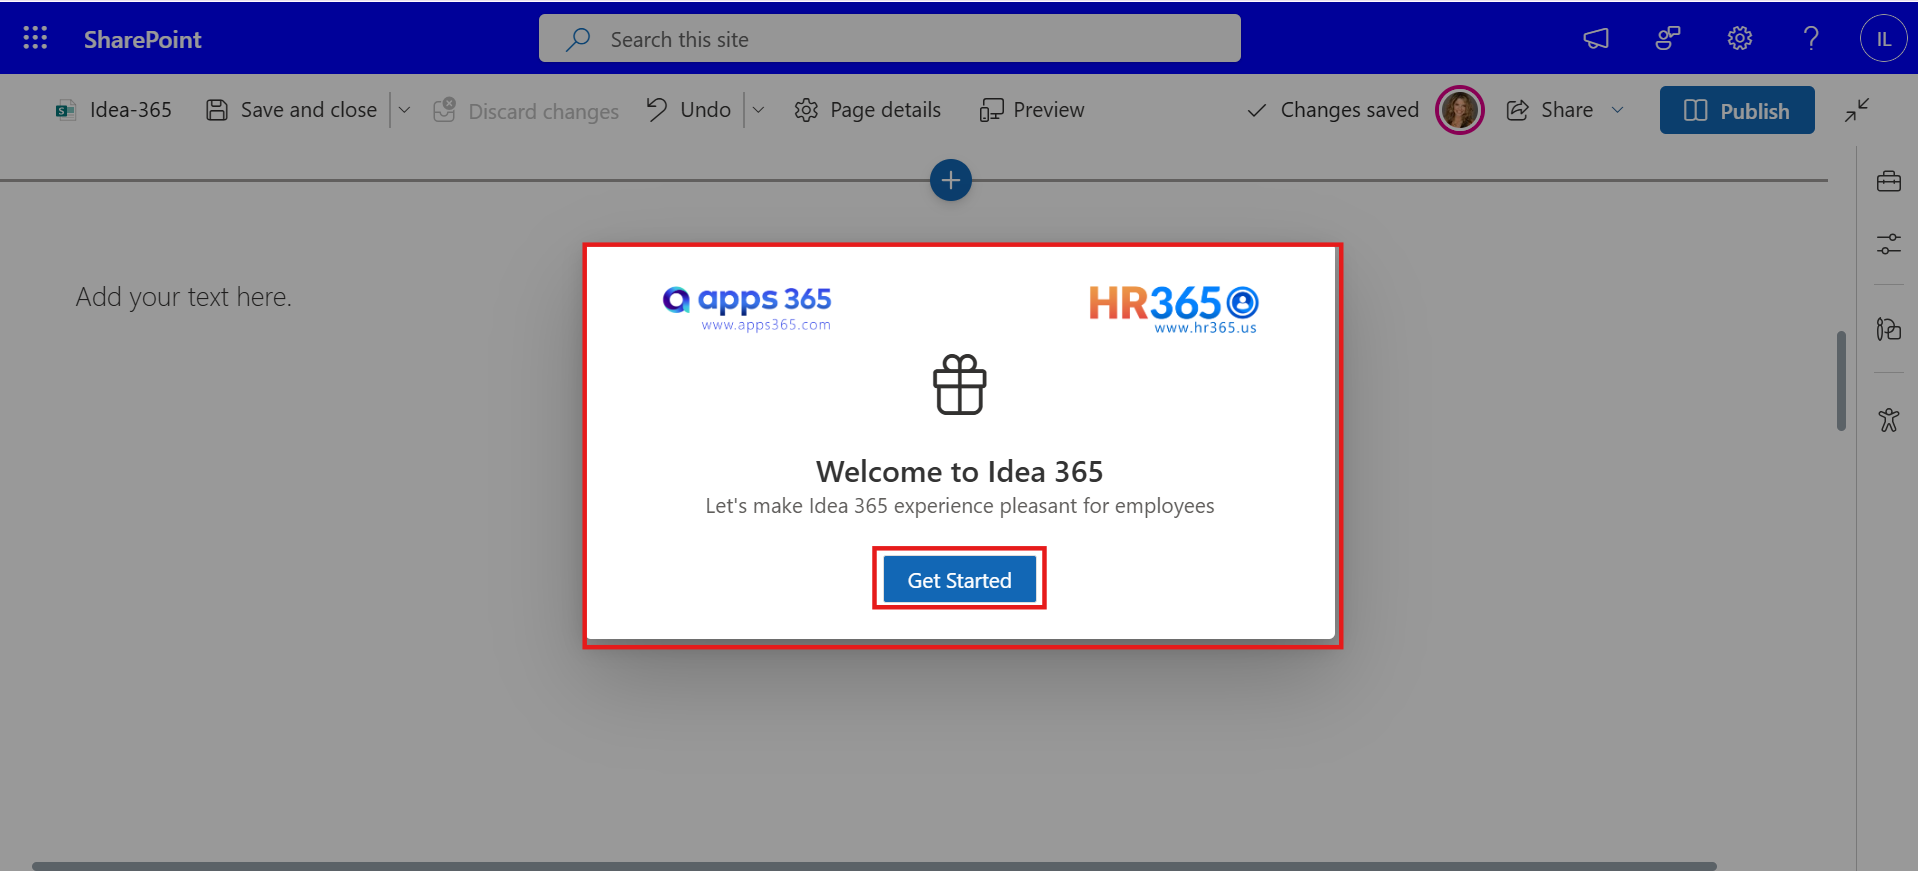 SharePoint
Search this site
IL
Idea-365
Save and close
Discard changes
Undo
Page details
Preview
Changes saved
Share
Publish
Add your text here.
apps 365
www.apps365.com
HR365
www.hr365.us
Welcome to Idea 365
Let's make Idea 365 experience pleasant for employees
Get Started